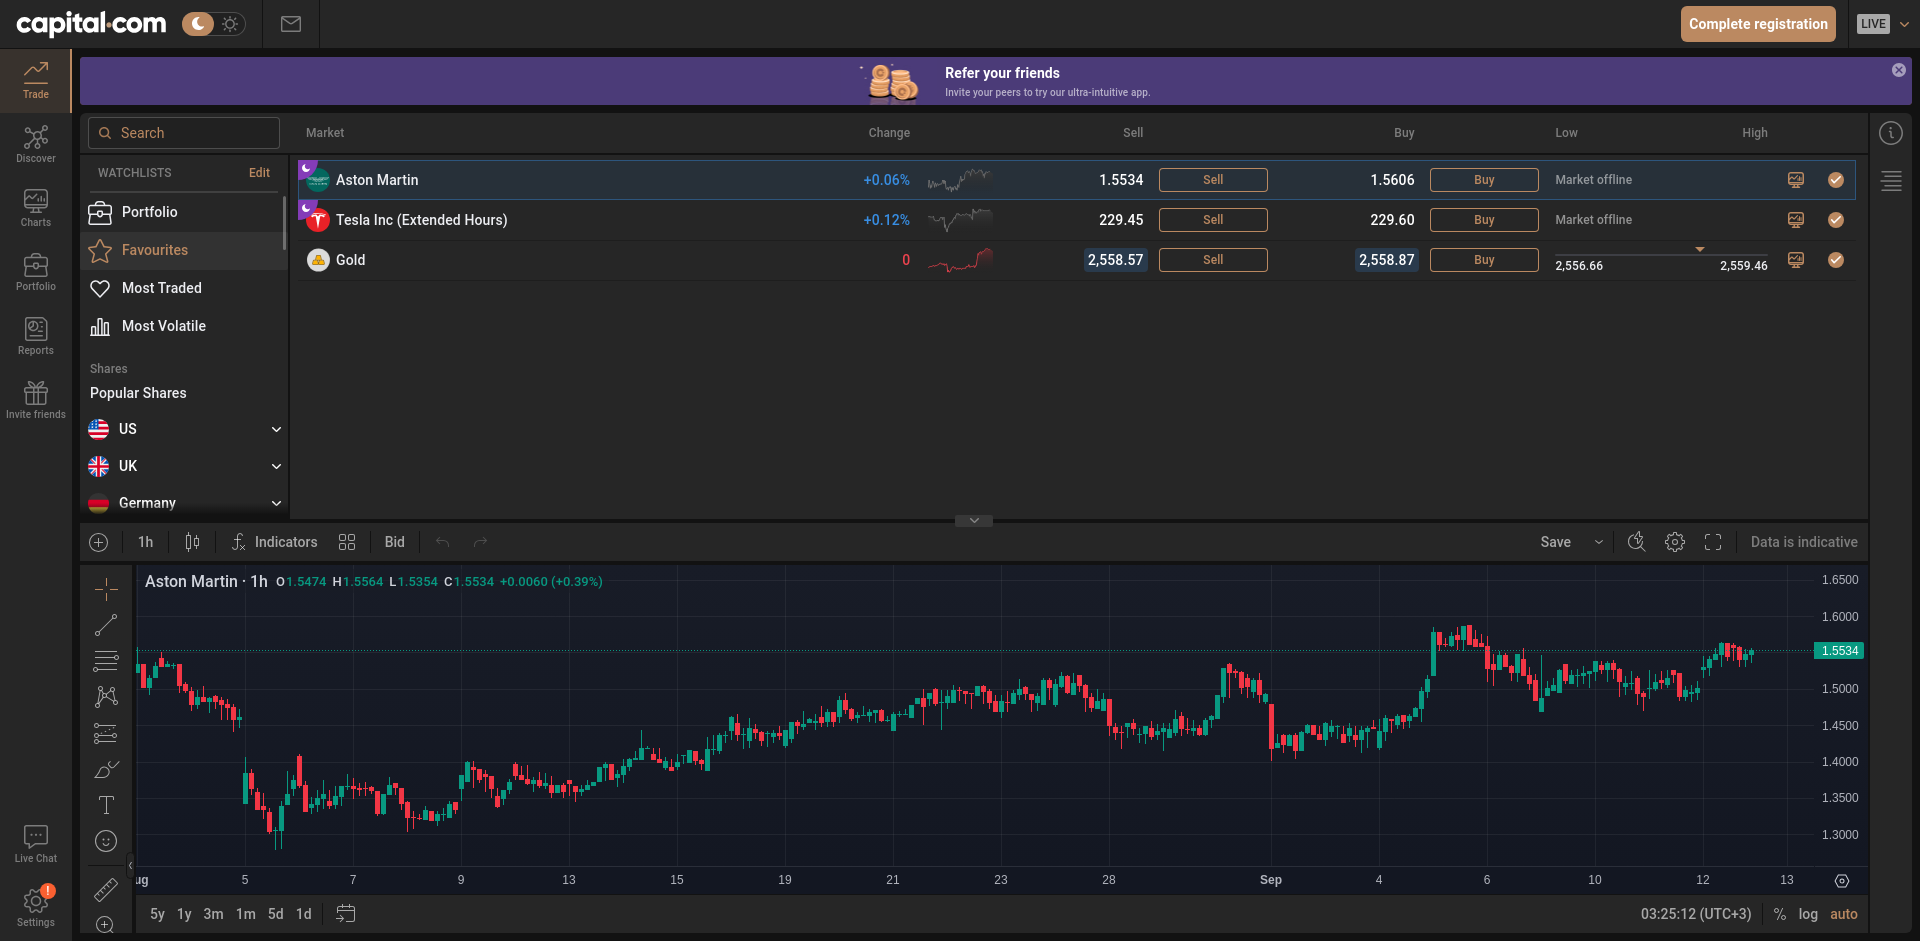 capital.com
Complete registration
LIVE
Trade
Discover
Charts
Portfolio
Reports
Invite friends
Live Chat
!
Settings
Refer your friends
Invite your peers to try our ultra-intuitive app.
Search
WATCHLISTS Edit
Portfolio
Favourites
Most Traded
Most Volatile
Shares
Popular Shares
US
UK
Germany
Market Change Sell Buy Low High
Aston Martin +0.06% 1.5534 Sell 1.5606 Buy Market offline
Tesla Inc (Extended Hours) +0.12% 229.45 Sell 229.60 Buy Market offline
Gold 0 2,558.57 Sell 2,558.87 Buy 2,556.66 2,559.46
1h Indicators Bid Save Data is indicative
Aston Martin · 1h O1.5474 H1.5564 L1.5354 C1.5534 +0.0060 (+0.39%)
1.6500
1.6000
1.5534
1.5000
1.4500
1.4000
1.3500
1.3000
ug 5 7 9 13 15 19 21 23 28 Sep 4 6 10 12 13
5y 1y 3m 1m 5d 1d 03:25:12 (UTC+3) % log auto